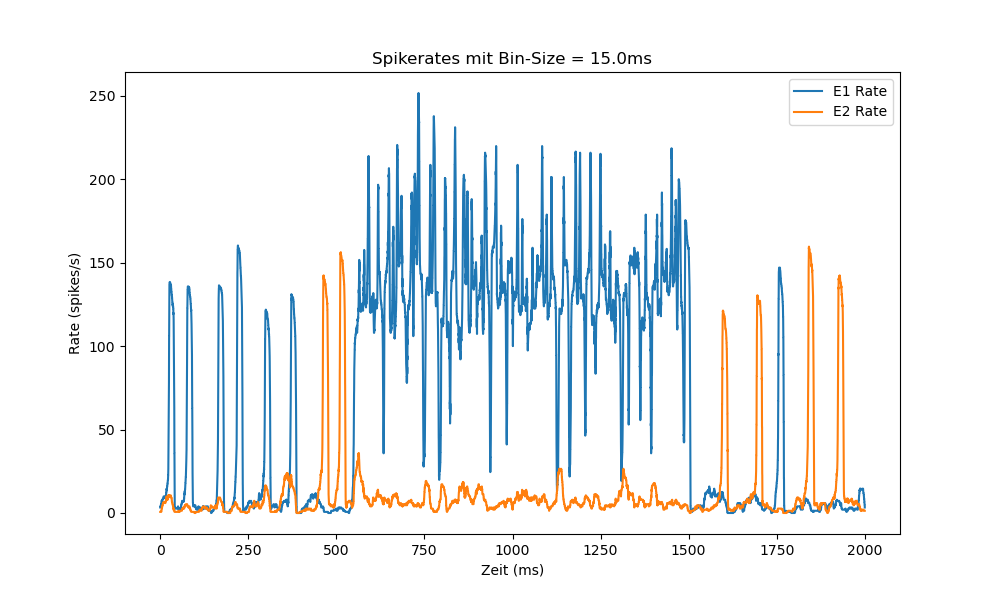 Spikerates mit Bin-Size = 15.0ms
E1 Rate
E2 Rate
Rate (spikes/s)
250
200
150
100
50
0
0 250 500 750 1000 1250 1500 1750 2000
Zeit (ms)